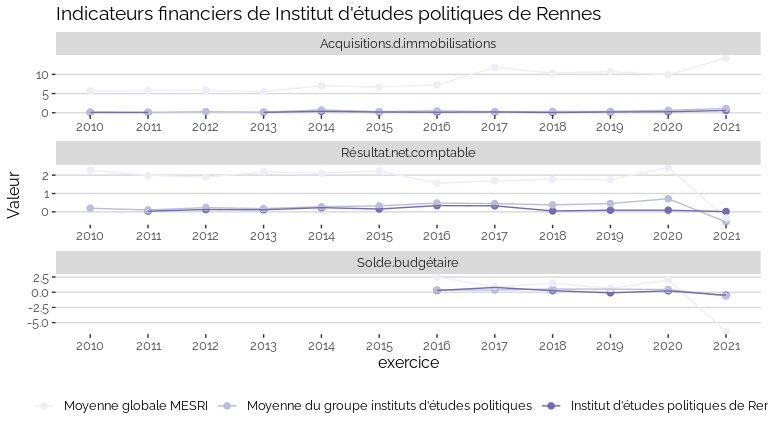 Indicateurs financiers de Institut d'études politiques de Rennes
Acquisitions.d.immobilisations
10
5
0
2010 2011 2012 2013 2014 2015 2016 2017 2018 2019 2020 2021
Résultat.net.comptable
2
1
0
2010 2011 2012 2013 2014 2015 2016 2017 2018 2019 2020 2021
Valeur
Solde.budgétaire
2.5
0.0
−2.5
−5.0
2010 2011 2012 2013 2014 2015 2016 2017 2018 2019 2020 2021
exercice
Moyenne globale MESRI Moyenne du groupe instituts d'études politiques Institut d'études politiques de Rer